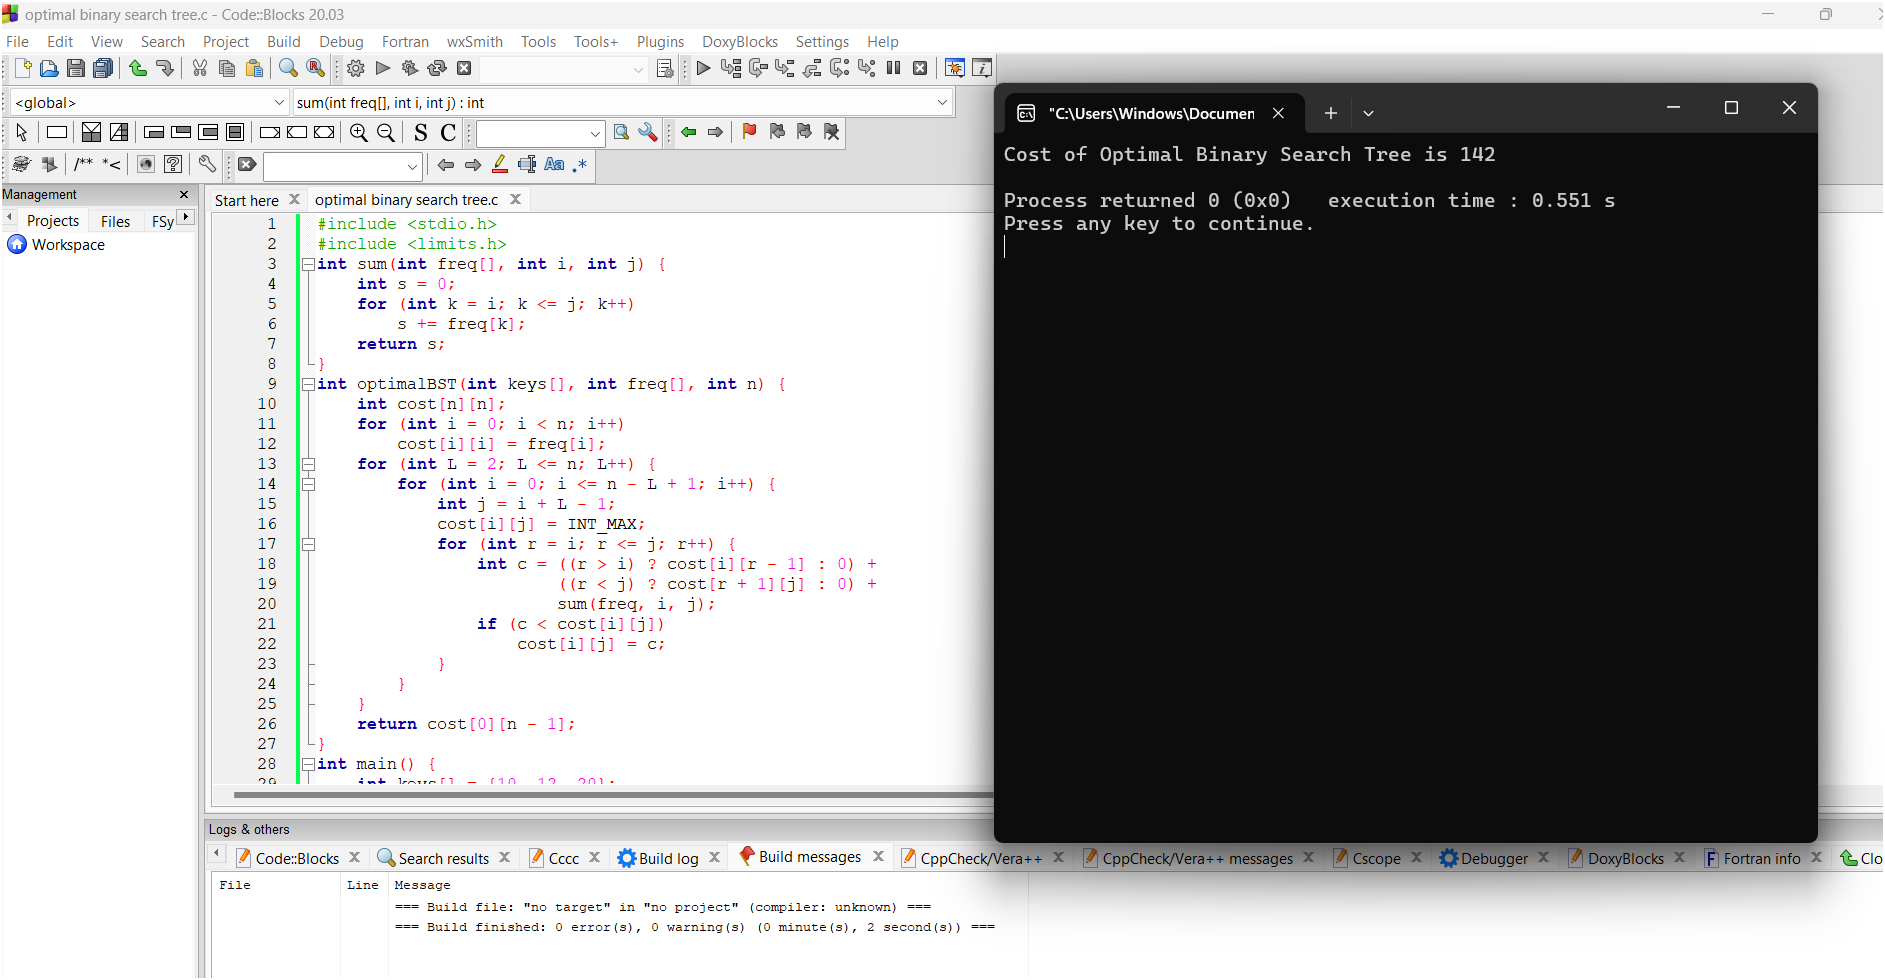 optimal binary search tree.c - Code::Blocks 20.03
File Edit View Search Project Build Debug Fortran wxSmith Tools Tools+ Plugins DoxyBlocks Settings Help
<global> sum(int freq[], int i, int j) : int
S C
/** *<
Aa .*
Management
Projects Files FSy
Workspace
Start here optimal binary search tree.c
1 #include <stdio.h>
2 #include <limits.h>
3 int sum(int freq[], int i, int j) {
4 int s = 0;
5 for (int k = i; k <= j; k++)
6 s += freq[k];
7 return s;
8 }
9 int optimalBST(int keys[], int freq[], int n) {
10 int cost[n][n];
11 for (int i = 0; i < n; i++)
12 cost[i][i] = freq[i];
13 for (int L = 2; L <= n; L++) {
14 for (int i = 0; i <= n - L + 1; i++) {
15 int j = i + L - 1;
16 cost[i][j] = INT_MAX;
17 for (int r = i; r <= j; r++) {
18 int c = ((r > i) ? cost[i][r - 1] : 0) +
19 ((r < j) ? cost[r + 1][j] : 0) +
20 sum(freq, i, j);
21 if (c < cost[i][j])
22 cost[i][j] = c;
23 }
24 }
25 }
26 return cost[0][n - 1];
27 }
28 int main() {
29 int keys[] = {10, 12, 20};
"C:\Users\Windows\Documen
Cost of Optimal Binary Search Tree is 142
Process returned 0 (0x0) execution time : 0.551 s
Press any key to continue.
Logs & others
Code::Blocks Search results Cccc Build log Build messages CppCheck/Vera++ CppCheck/Vera++ messages Cscope Debugger DoxyBlocks Fortran info Clo
File Line Message
=== Build file: "no target" in "no project" (compiler: unknown) ===
=== Build finished: 0 error(s), 0 warning(s) (0 minute(s), 2 second(s)) ===